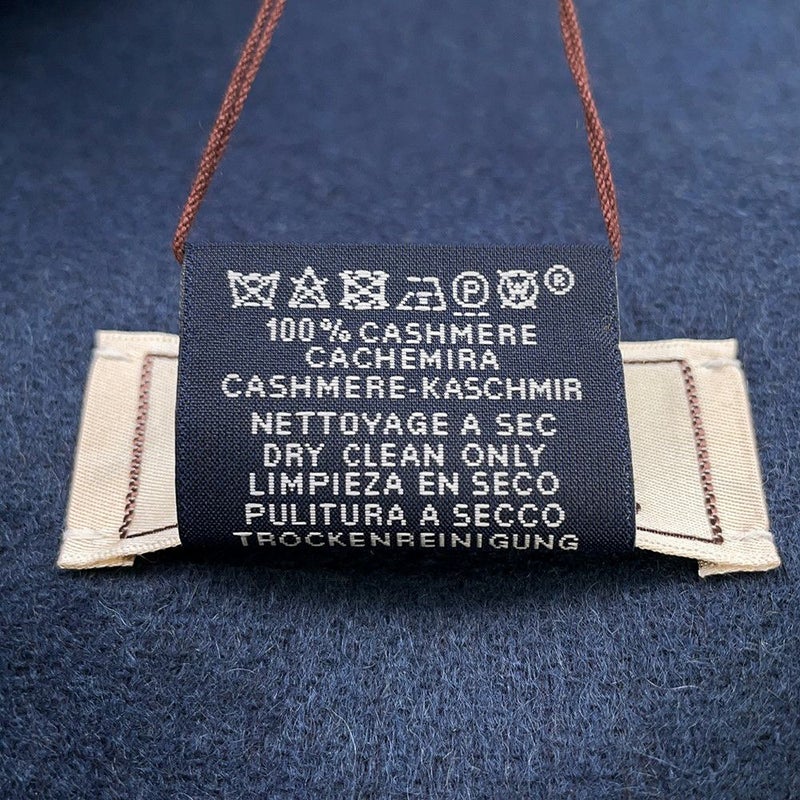 P W ®
100% CASHMERE
CACHEMIRA
CASHMERE-KASCHMIR
NETTOYAGE A SEC
DRY CLEAN ONLY
LIMPIEZA EN SECO
PULITURA A SECCO
TROCKENREINIGUNG